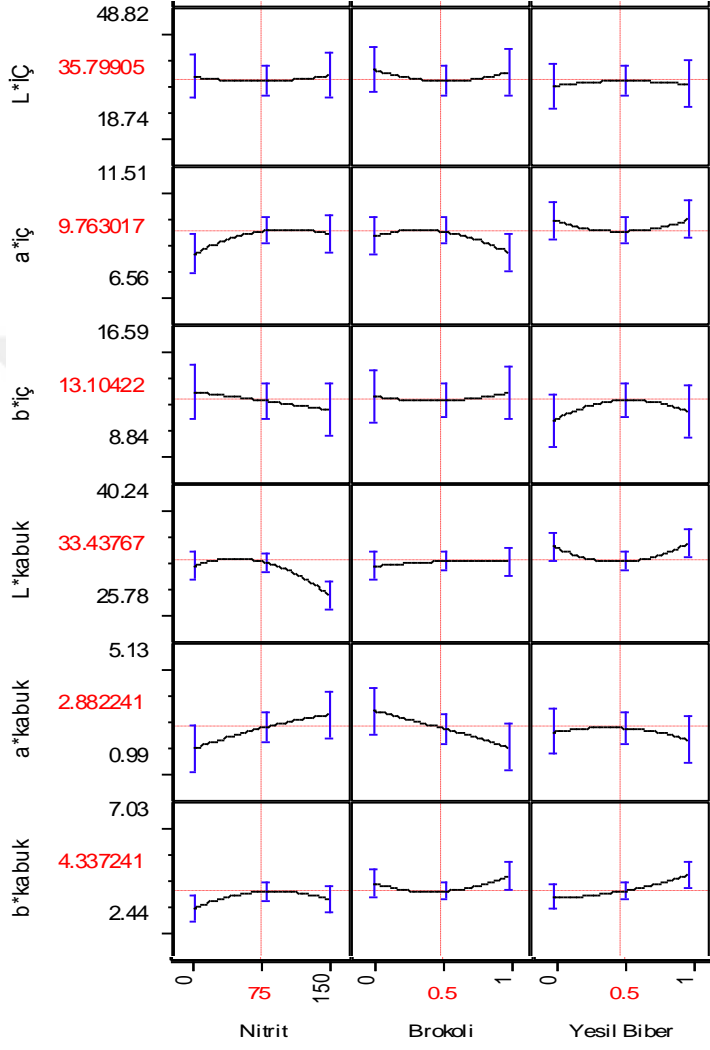 48.82
L*İÇ
35.79905
18.74
11.51
a*iç
9.763017
6.56
16.59
b*iç
13.10422
8.84
40.24
L*kabuk
33.43767
25.78
5.13
a*kabuk
2.882241
0.99
7.03
b*kabuk
4.337241
2.44
0 75 150 0 0.5 1 0 0.5 1
Nitrit Brokoli Yesil Biber